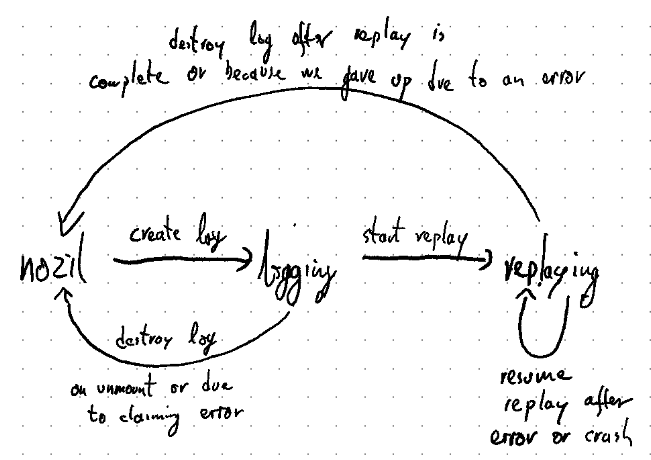 destroy log after replay is
complete or because we gave up due to an error
create log
start replay
nozil
logging
replaying
destroy log
on unmount or due
to claiming error
resume
replay after
error or crash